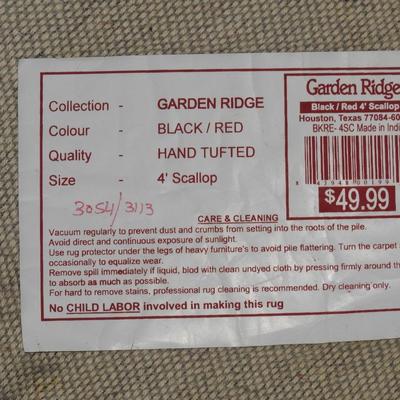 Collection - GARDEN RIDGE
Colour - BLACK / RED
Quality - HAND TUFTED
Size - 4' Scallop
3054/3113
Garden Ridge
Black / Red 4' Scallop
Houston, Texas 77084-60
BKRE- 4SC Made in Indi
$49.99
CARE & CLEANING
Vacuum regularly to prevent dust and crumbs from setting into the roots of the pile.
Avoid direct and continuous exposure of sunlight.
Use rug protector under the legs of heavy furniture's to avoid pile flattering. Turn the carpet
occasionally to equalize wear.
Remove spill immediately if liquid, blod with clean undyed cloth by pressing firmly around the
to absorb as much as possible.
For hard to remove stains, professional rug cleaning is recommended. Dry cleaning only.
No CHILD LABOR involved in making this rug